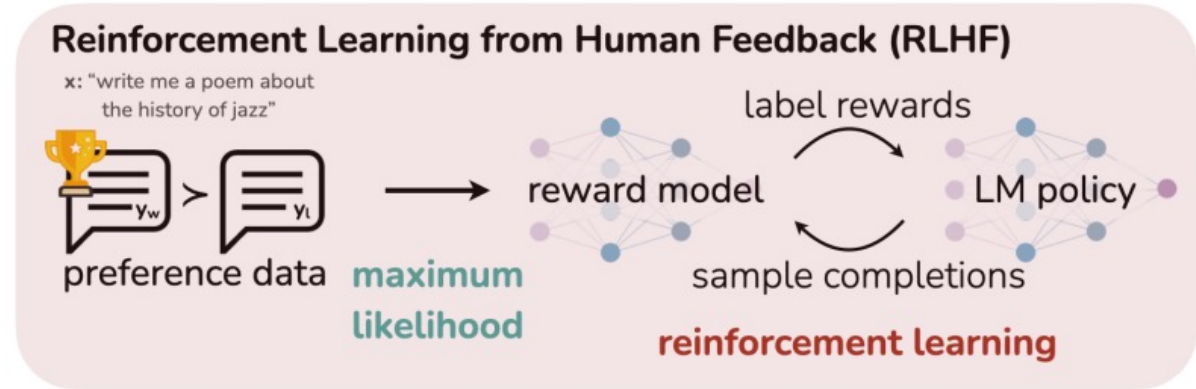 Reinforcement Learning from Human Feedback (RLHF)
x: “write me a poem about
the history of jazz”
label rewards
yw
≻
yl
reward model
LM policy
preference data
maximum
likelihood
sample completions
reinforcement learning